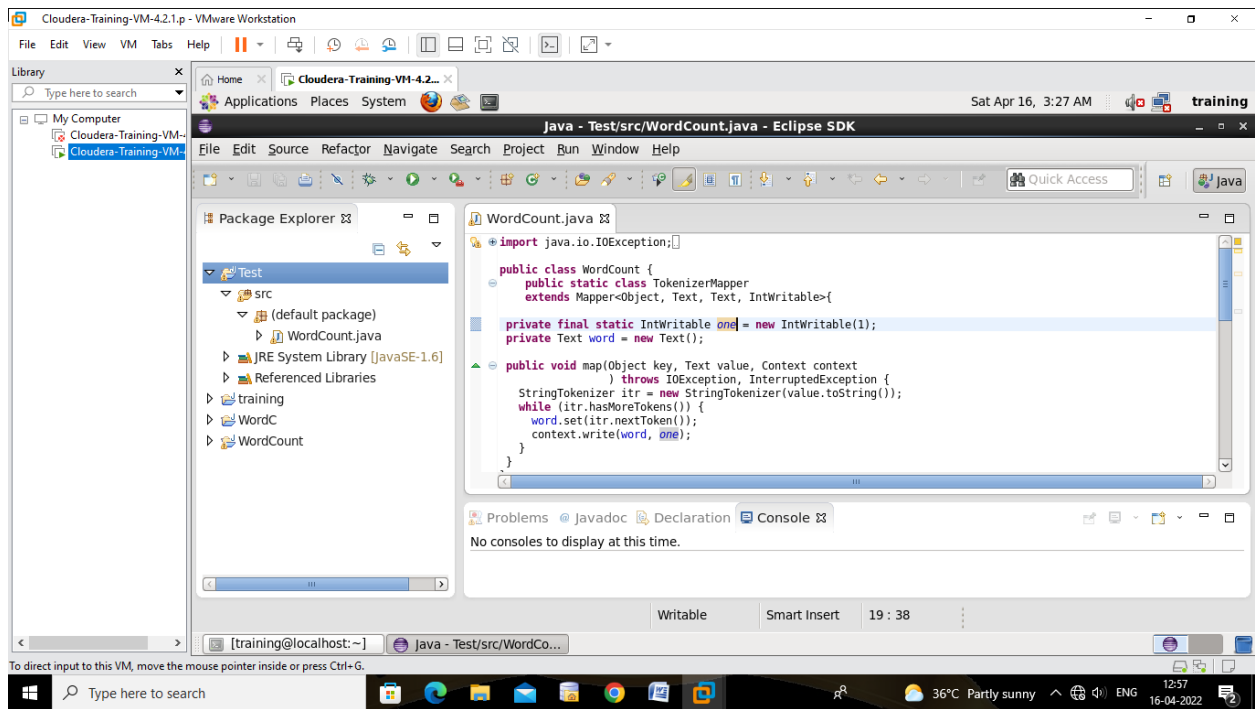 Cloudera-Training-VM-4.2.1.p - VMware Workstation
File Edit View VM Tabs Help
Library
Type here to search
My Computer
Cloudera-Training-VM-4
Cloudera-Training-VM-
Home
Cloudera-Training-VM-4.2...
Applications Places System
Sat Apr 16, 3:27 AM
training
Java - Test/src/WordCount.java - Eclipse SDK
File Edit Source Refactor Navigate Search Project Run Window Help
Quick Access
Java
Package Explorer
Test
src
(default package)
WordCount.java
JRE System Library [JavaSE-1.6]
Referenced Libraries
training
WordC
WordCount
WordCount.java
import java.io.IOException;
public class WordCount {
public static class TokenizerMapper
extends Mapper<Object, Text, Text, IntWritable>{
private final static IntWritable one = new IntWritable(1);
private Text word = new Text();
public void map(Object key, Text value, Context context
) throws IOException, InterruptedException {
StringTokenizer itr = new StringTokenizer(value.toString());
while (itr.hasMoreTokens()) {
word.set(itr.nextToken());
context.write(word, one);
}
}
Problems @ Javadoc Declaration Console
No consoles to display at this time.
Writable
Smart Insert
19 : 38
[training@localhost:~]
Java - Test/src/WordCo...
To direct input to this VM, move the mouse pointer inside or press Ctrl+G.
Type here to search
36°C Partly sunny
ENG
12:57
16-04-2022
2